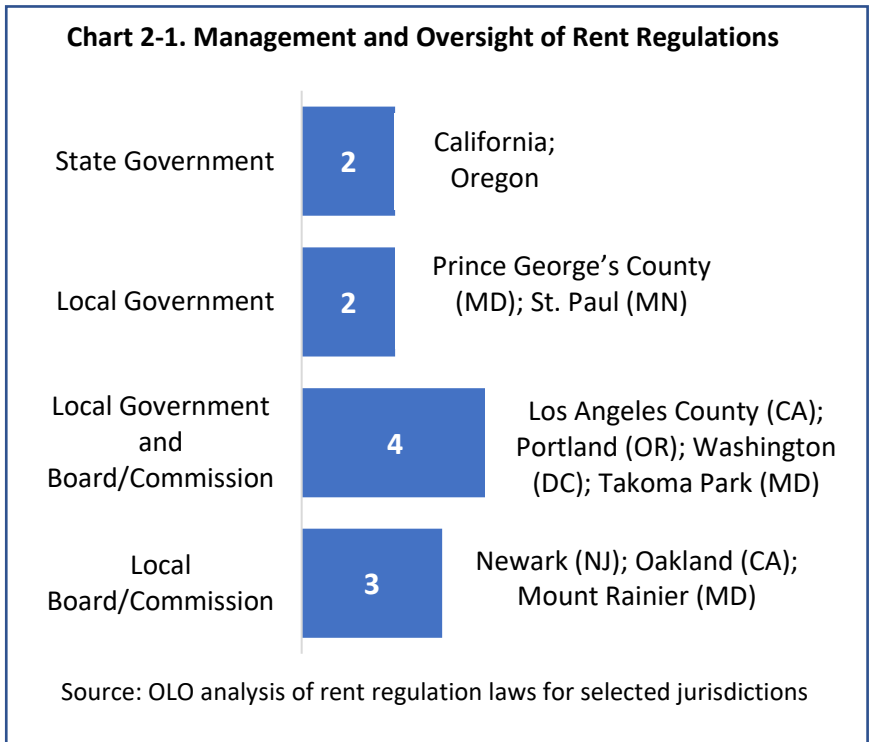 Chart 2-1. Management and Oversight of Rent Regulations
State Government
2
California;
Oregon
Local Government
2
Prince George’s County
(MD); St. Paul (MN)
Local Government
and
Board/Commission
4
Los Angeles County (CA);
Portland (OR); Washington
(DC); Takoma Park (MD)
Local
Board/Commission
3
Newark (NJ); Oakland (CA);
Mount Rainier (MD)
Source: OLO analysis of rent regulation laws for selected jurisdictions